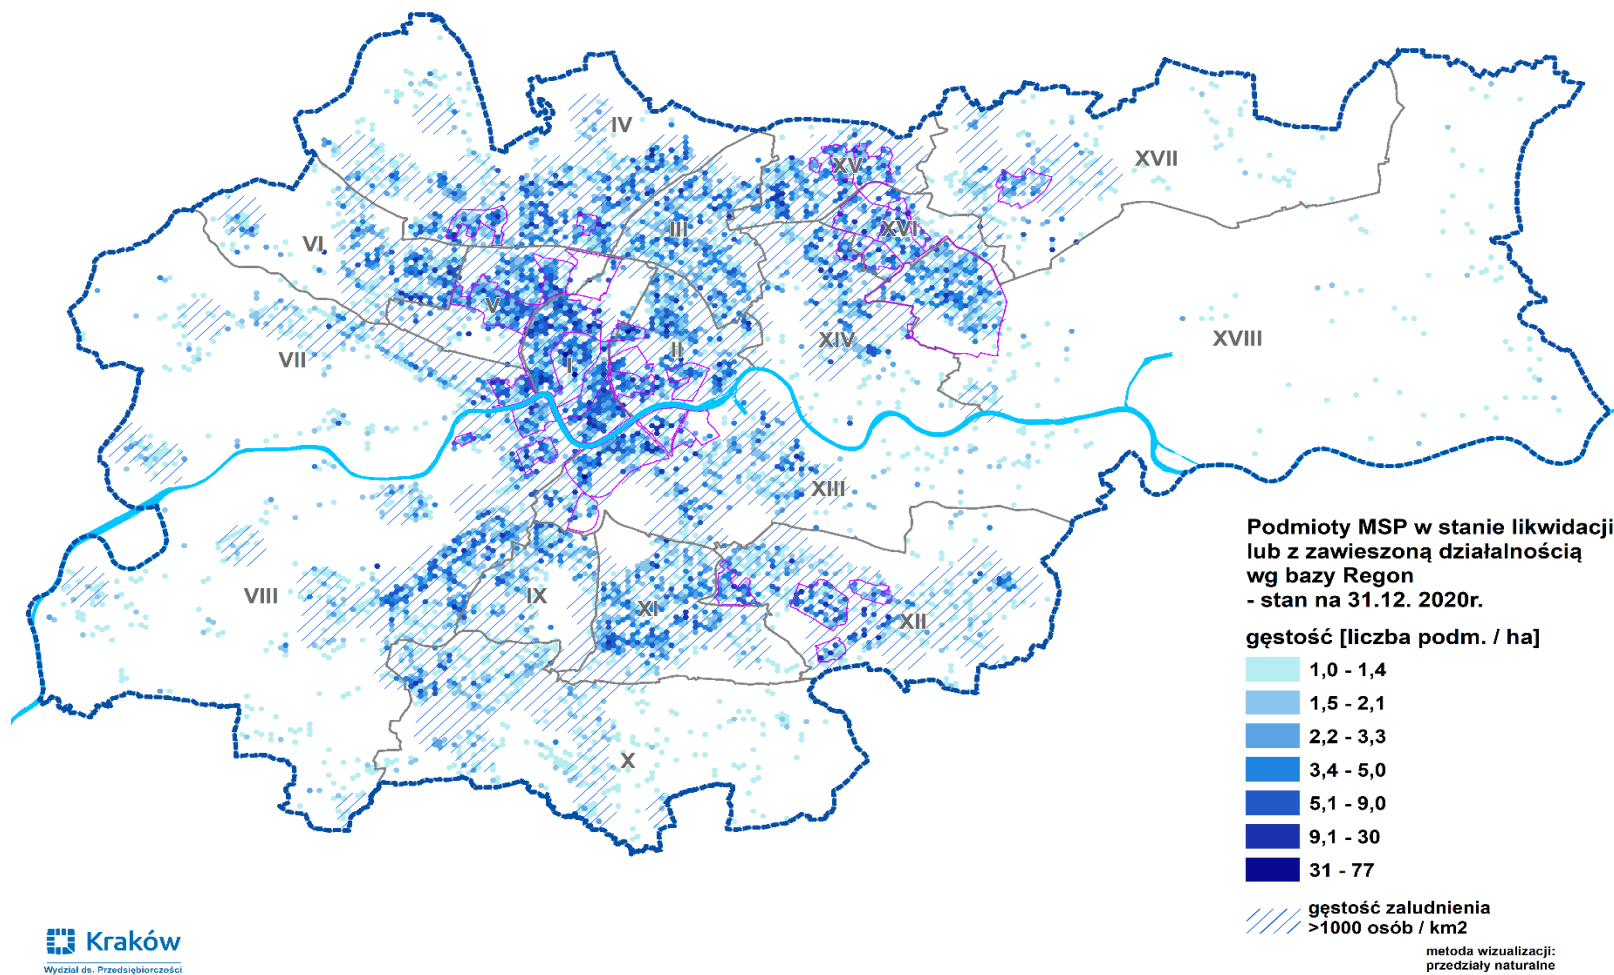 IV
XVII
XV
III
XVI
VI
V
XIV
XVIII
VII
II
I
XIII
VIII
IX
XI
XII
X
Podmioty MSP w stanie likwidacji
lub z zawieszoną działalnością
wg bazy Regon
- stan na 31.12. 2020r.
gęstość [liczba podm. / ha]
1,0 - 1,4
1,5 - 2,1
2,2 - 3,3
3,4 - 5,0
5,1 - 9,0
9,1 - 30
31 - 77
gęstość zaludnienia
>1000 osób / km2
metoda wizualizacji:
przedziały naturalne
Kraków
Wydział ds. Przedsiębiorczości